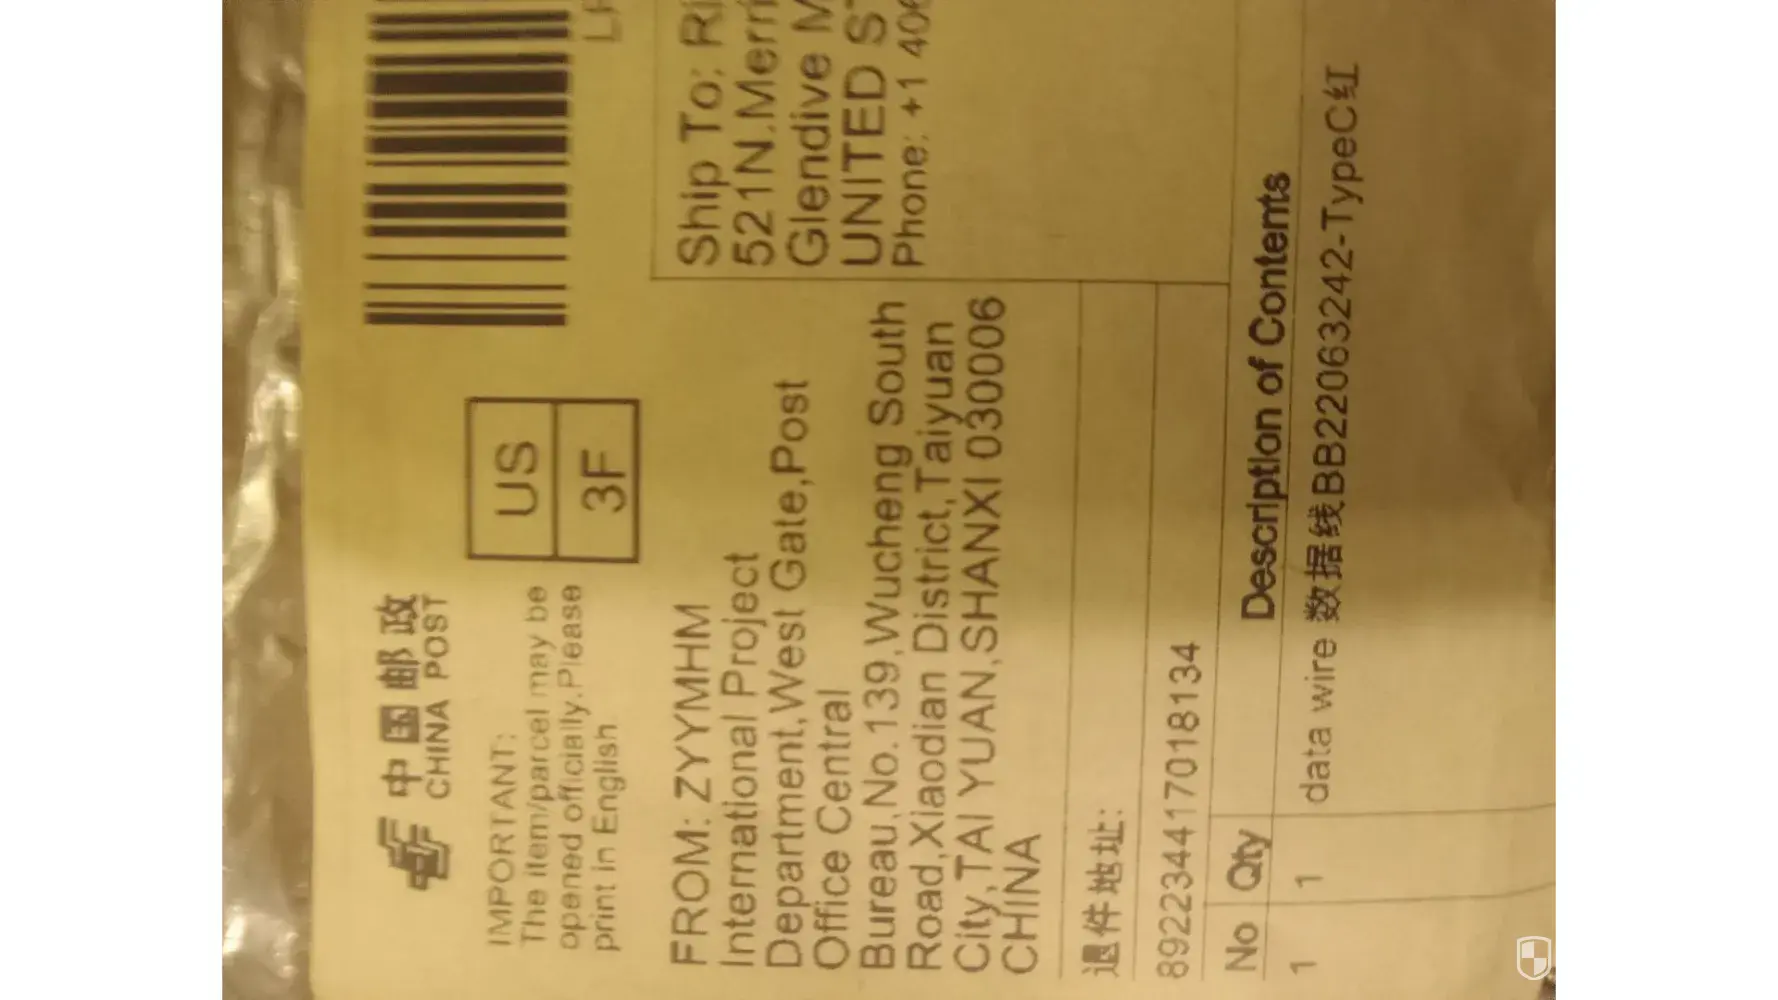 中国邮政
CHINA POST
IMPORTANT:
The item/parcel may be
opened officially.Please
print in English
US
3F
FROM: ZYYMHM
International Project
Department,West Gate,Post
Office Central
Bureau,No.139,Wucheng South
Road,Xiaodian District,Taiyuan
City,TAI YUAN,SHANXI 030006
CHINA
Ship To:
521N.
Glendive
UNITED
Phone: +1 406
退件地址:
892234417018134
No Qty Description of Contents
1 1 data wire 数据线BB22063242-TypeC红